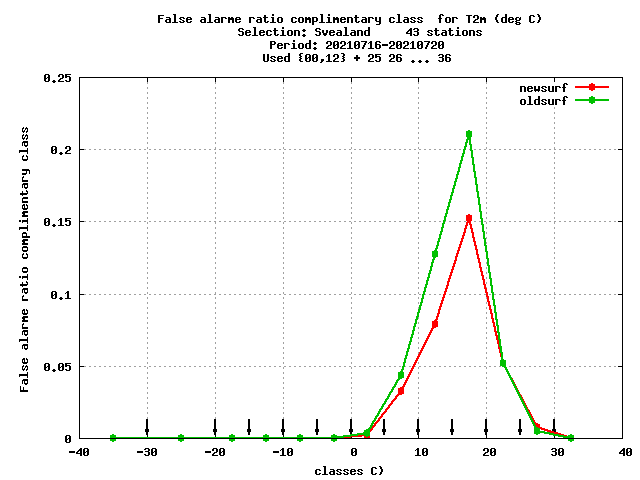 False alarme ratio complimentary class  for T2m (deg C)
Selection: Svealand     43 stations
Period: 20210716-20210720
Used {00,12} + 25 26 ... 36
newsurf
oldsurf
False alarme ratio complimentary class
0.25
0.2
0.15
0.1
0.05
0
-40 -30 -20 -10 0 10 20 30 40
classes C)